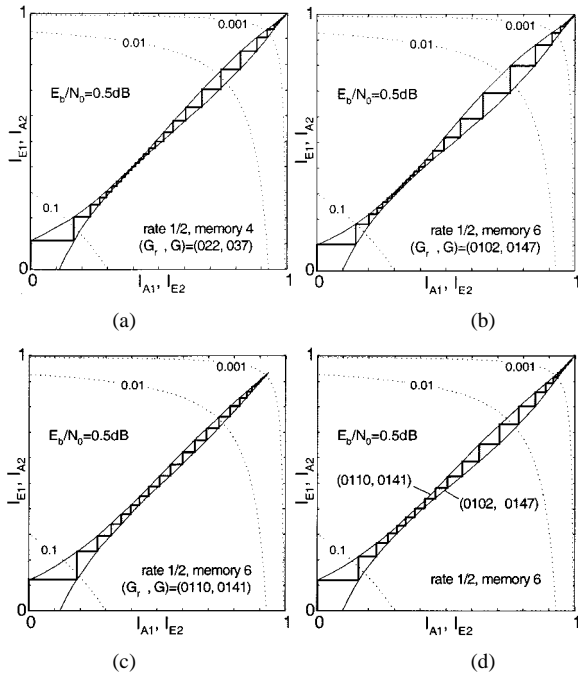 1
0.001
0.01
E_b/N_0=0.5dB
I_E1, I_A2
0.1
rate 1/2, memory 4
(G_r , G)=(022, 037)
0
0
I_A1, I_E2
1
(a)
1
0.001
0.01
E_b/N_0=0.5dB
I_E1, I_A2
0.1
rate 1/2, memory 6
(G_r , G)=(0102, 0147)
0
0
I_A1, I_E2
1
(b)
1
0.001
0.01
E_b/N_0=0.5dB
I_E1, I_A2
0.1
rate 1/2, memory 6
(G_r , G)=(0110, 0141)
0
0
I_A1, I_E2
1
(c)
1
0.001
0.01
E_b/N_0=0.5dB
I_E1, I_A2
(0110, 0141)
(0102, 0147)
0.1
rate 1/2, memory 6
0
0
I_A1, I_E2
1
(d)